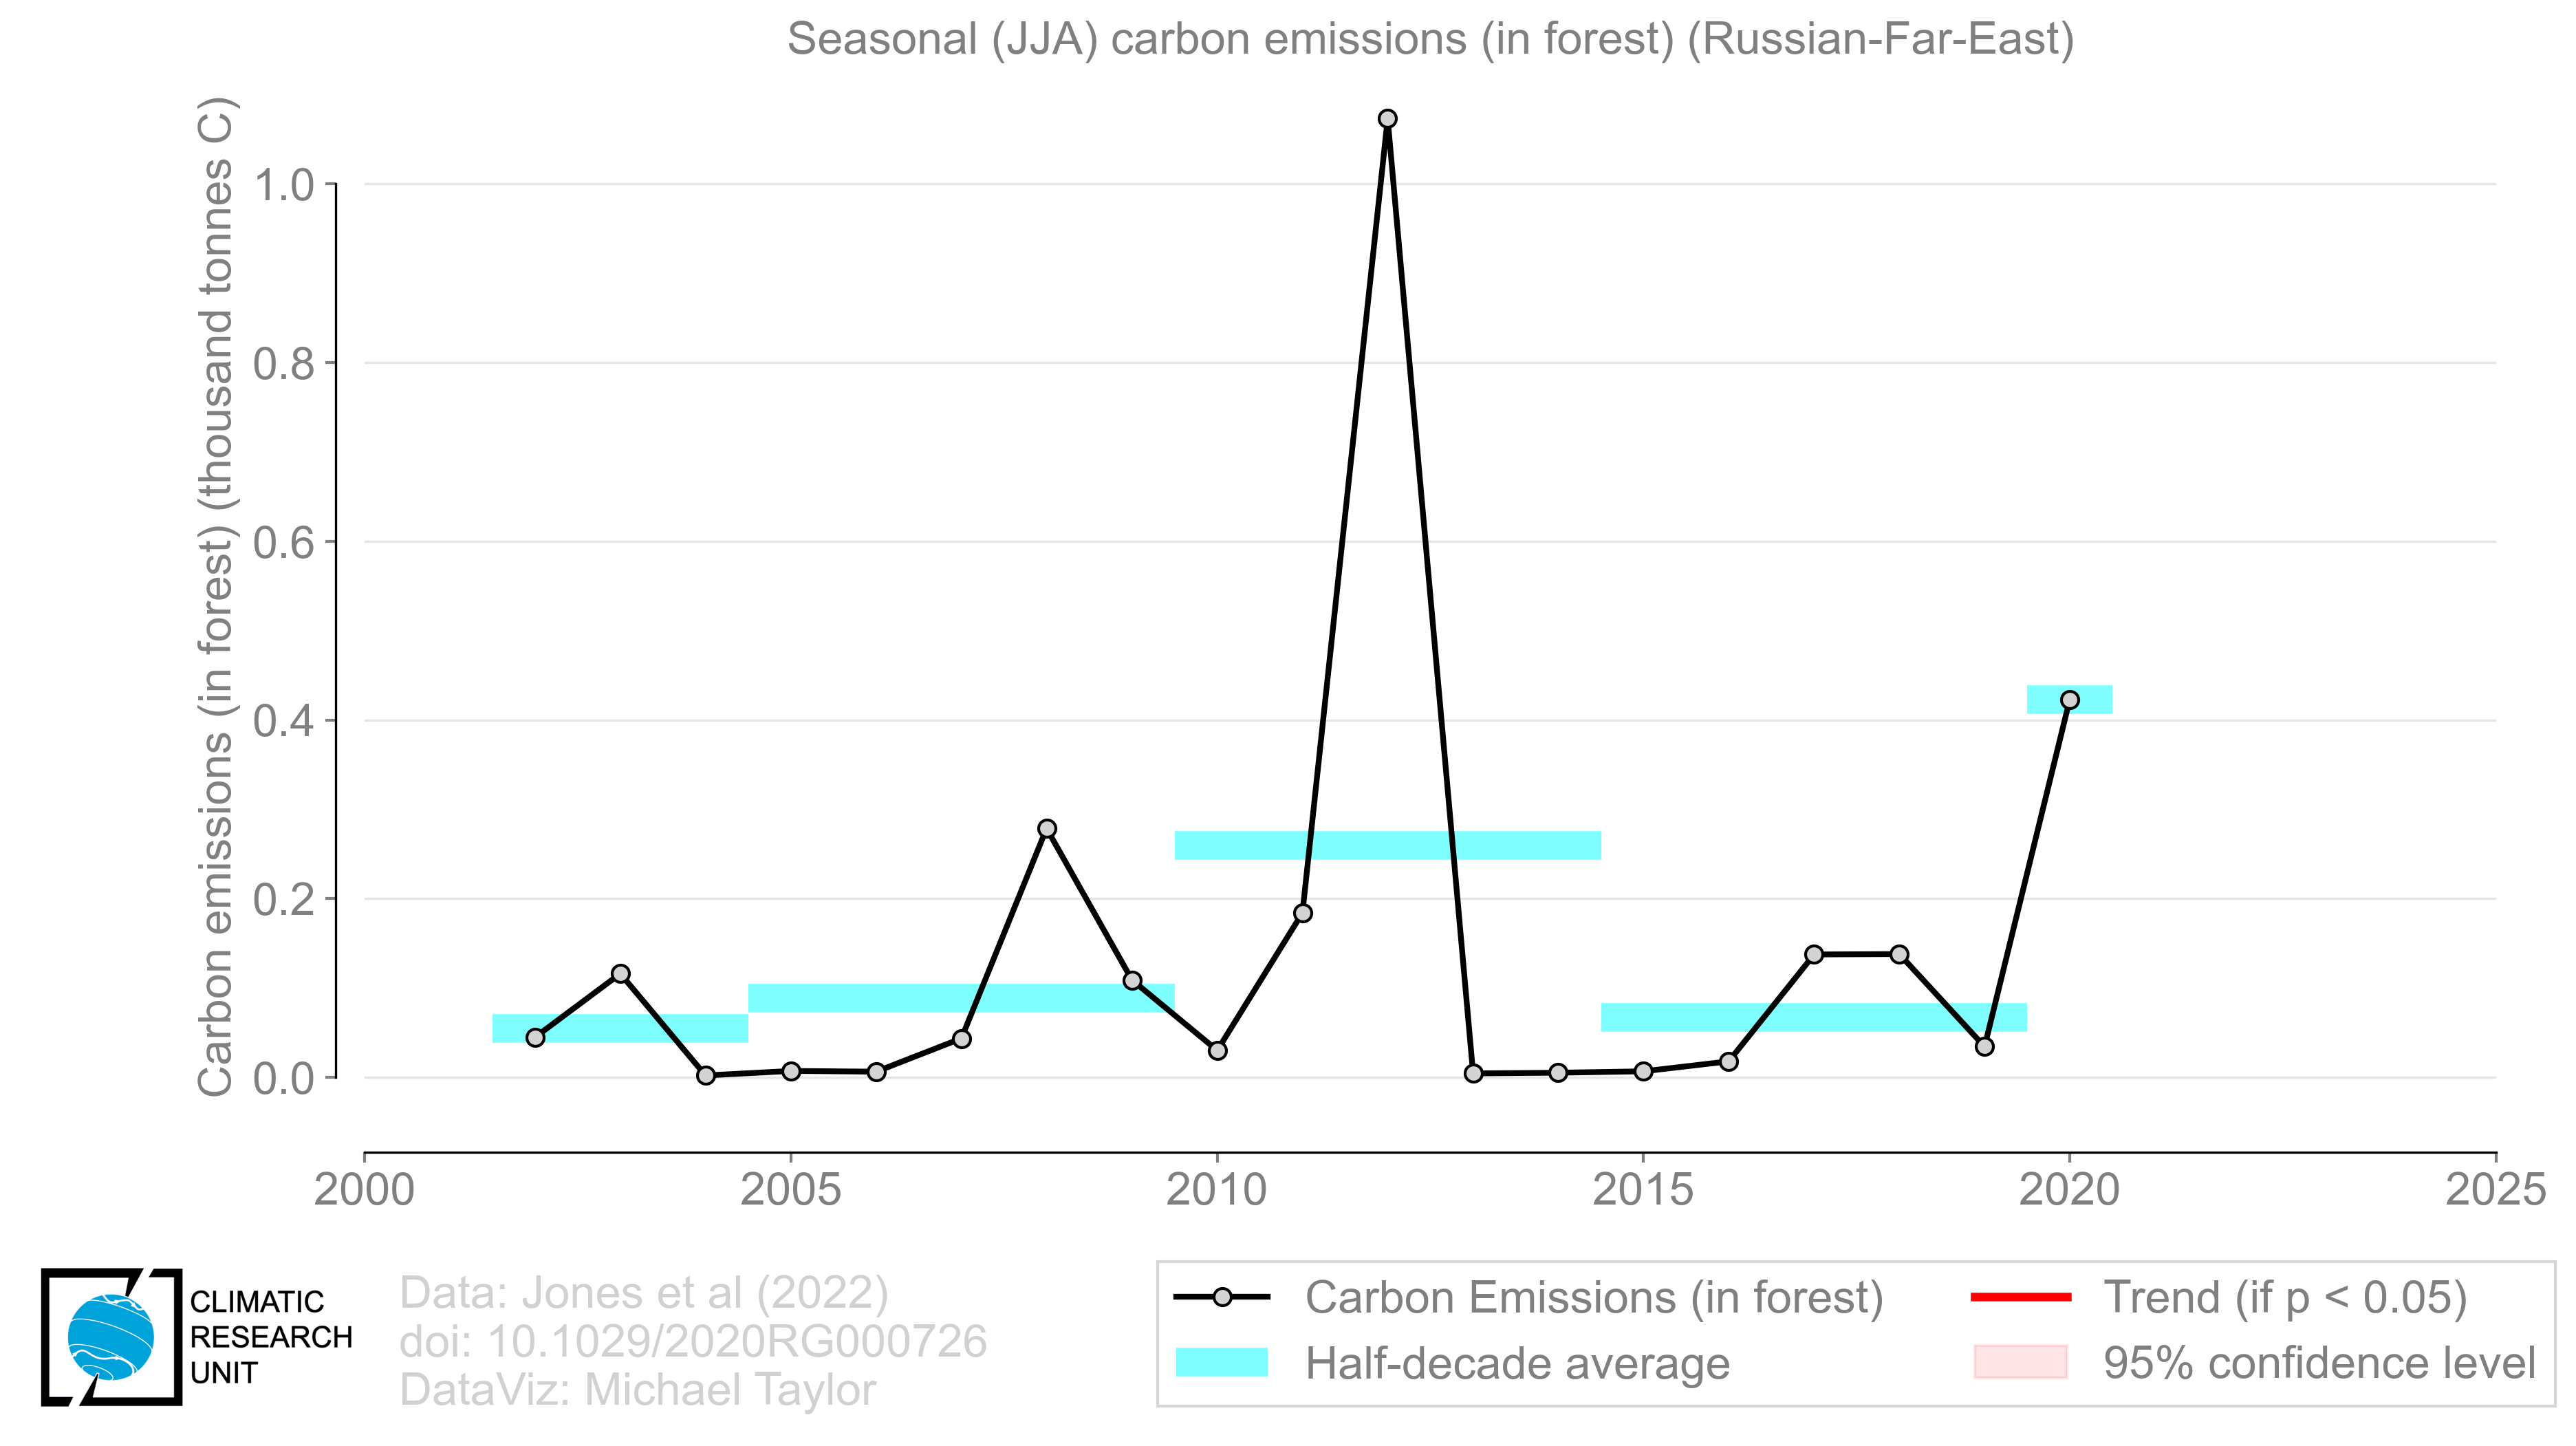 Seasonal (JJA) carbon emissions (in forest) (Russian-Far-East)
Carbon emissions (in forest) (thousand tonnes C)
1.0
0.8
0.6
0.4
0.2
0.0
2000
2005
2010
2015
2020
2025
CLIMATIC
RESEARCH
UNIT
Data: Jones et al (2022)
doi: 10.1029/2020RG000726
DataViz: Michael Taylor
Carbon Emissions (in forest)
Half-decade average
Trend (if p < 0.05)
95% confidence level